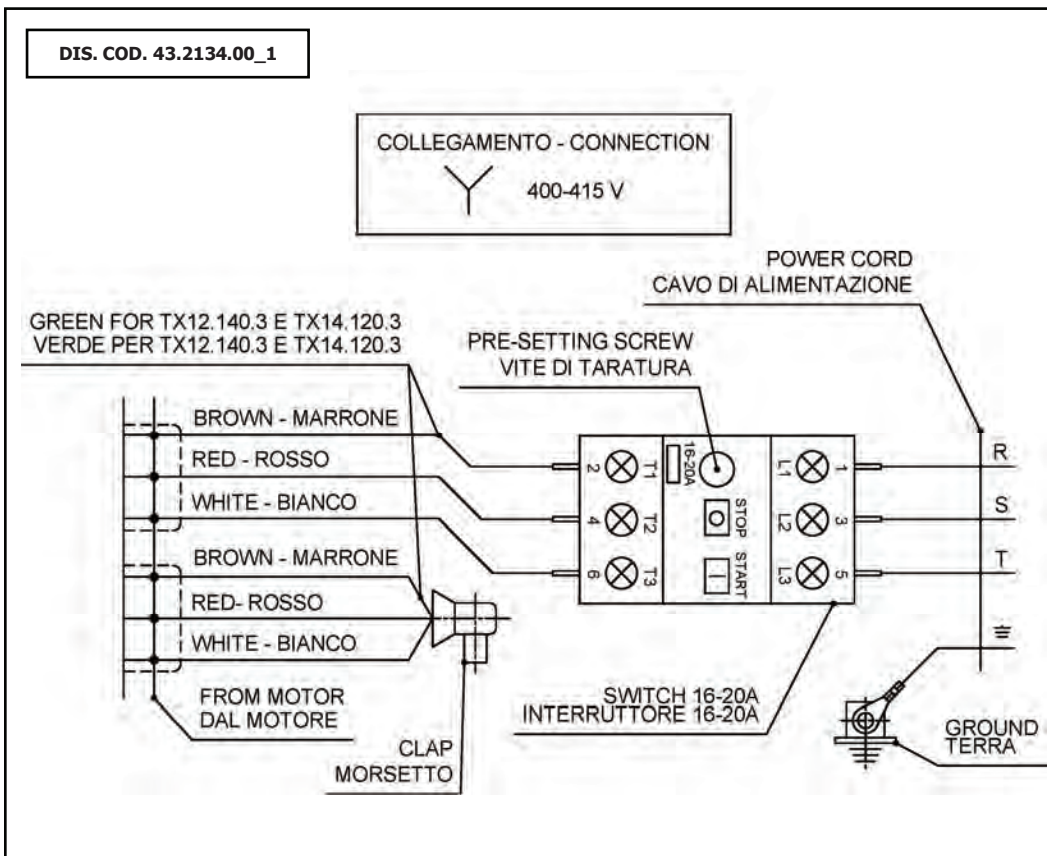 DIS. COD. 43.2134.00_1
COLLEGAMENTO - CONNECTION
400-415 V
POWER CORD
CAVO DI ALIMENTAZIONE
GREEN FOR TX12.140.3 E TX14.120.3
VERDE PER TX12.140.3 E TX14.120.3
PRE-SETTING SCREW
VITE DI TARATURA
BROWN - MARRONE
RED - ROSSO
WHITE - BIANCO
BROWN - MARRONE
RED- ROSSO
WHITE - BIANCO
2 T1
4 T2
6 T3
16-20A
STOP
START
L1 1
L2 3
L3 5
R
S
T
FROM MOTOR
DAL MOTORE
CLAP
MORSETTO
SWITCH 16-20A
INTERRUTTORE 16-20A
GROUND
TERRA